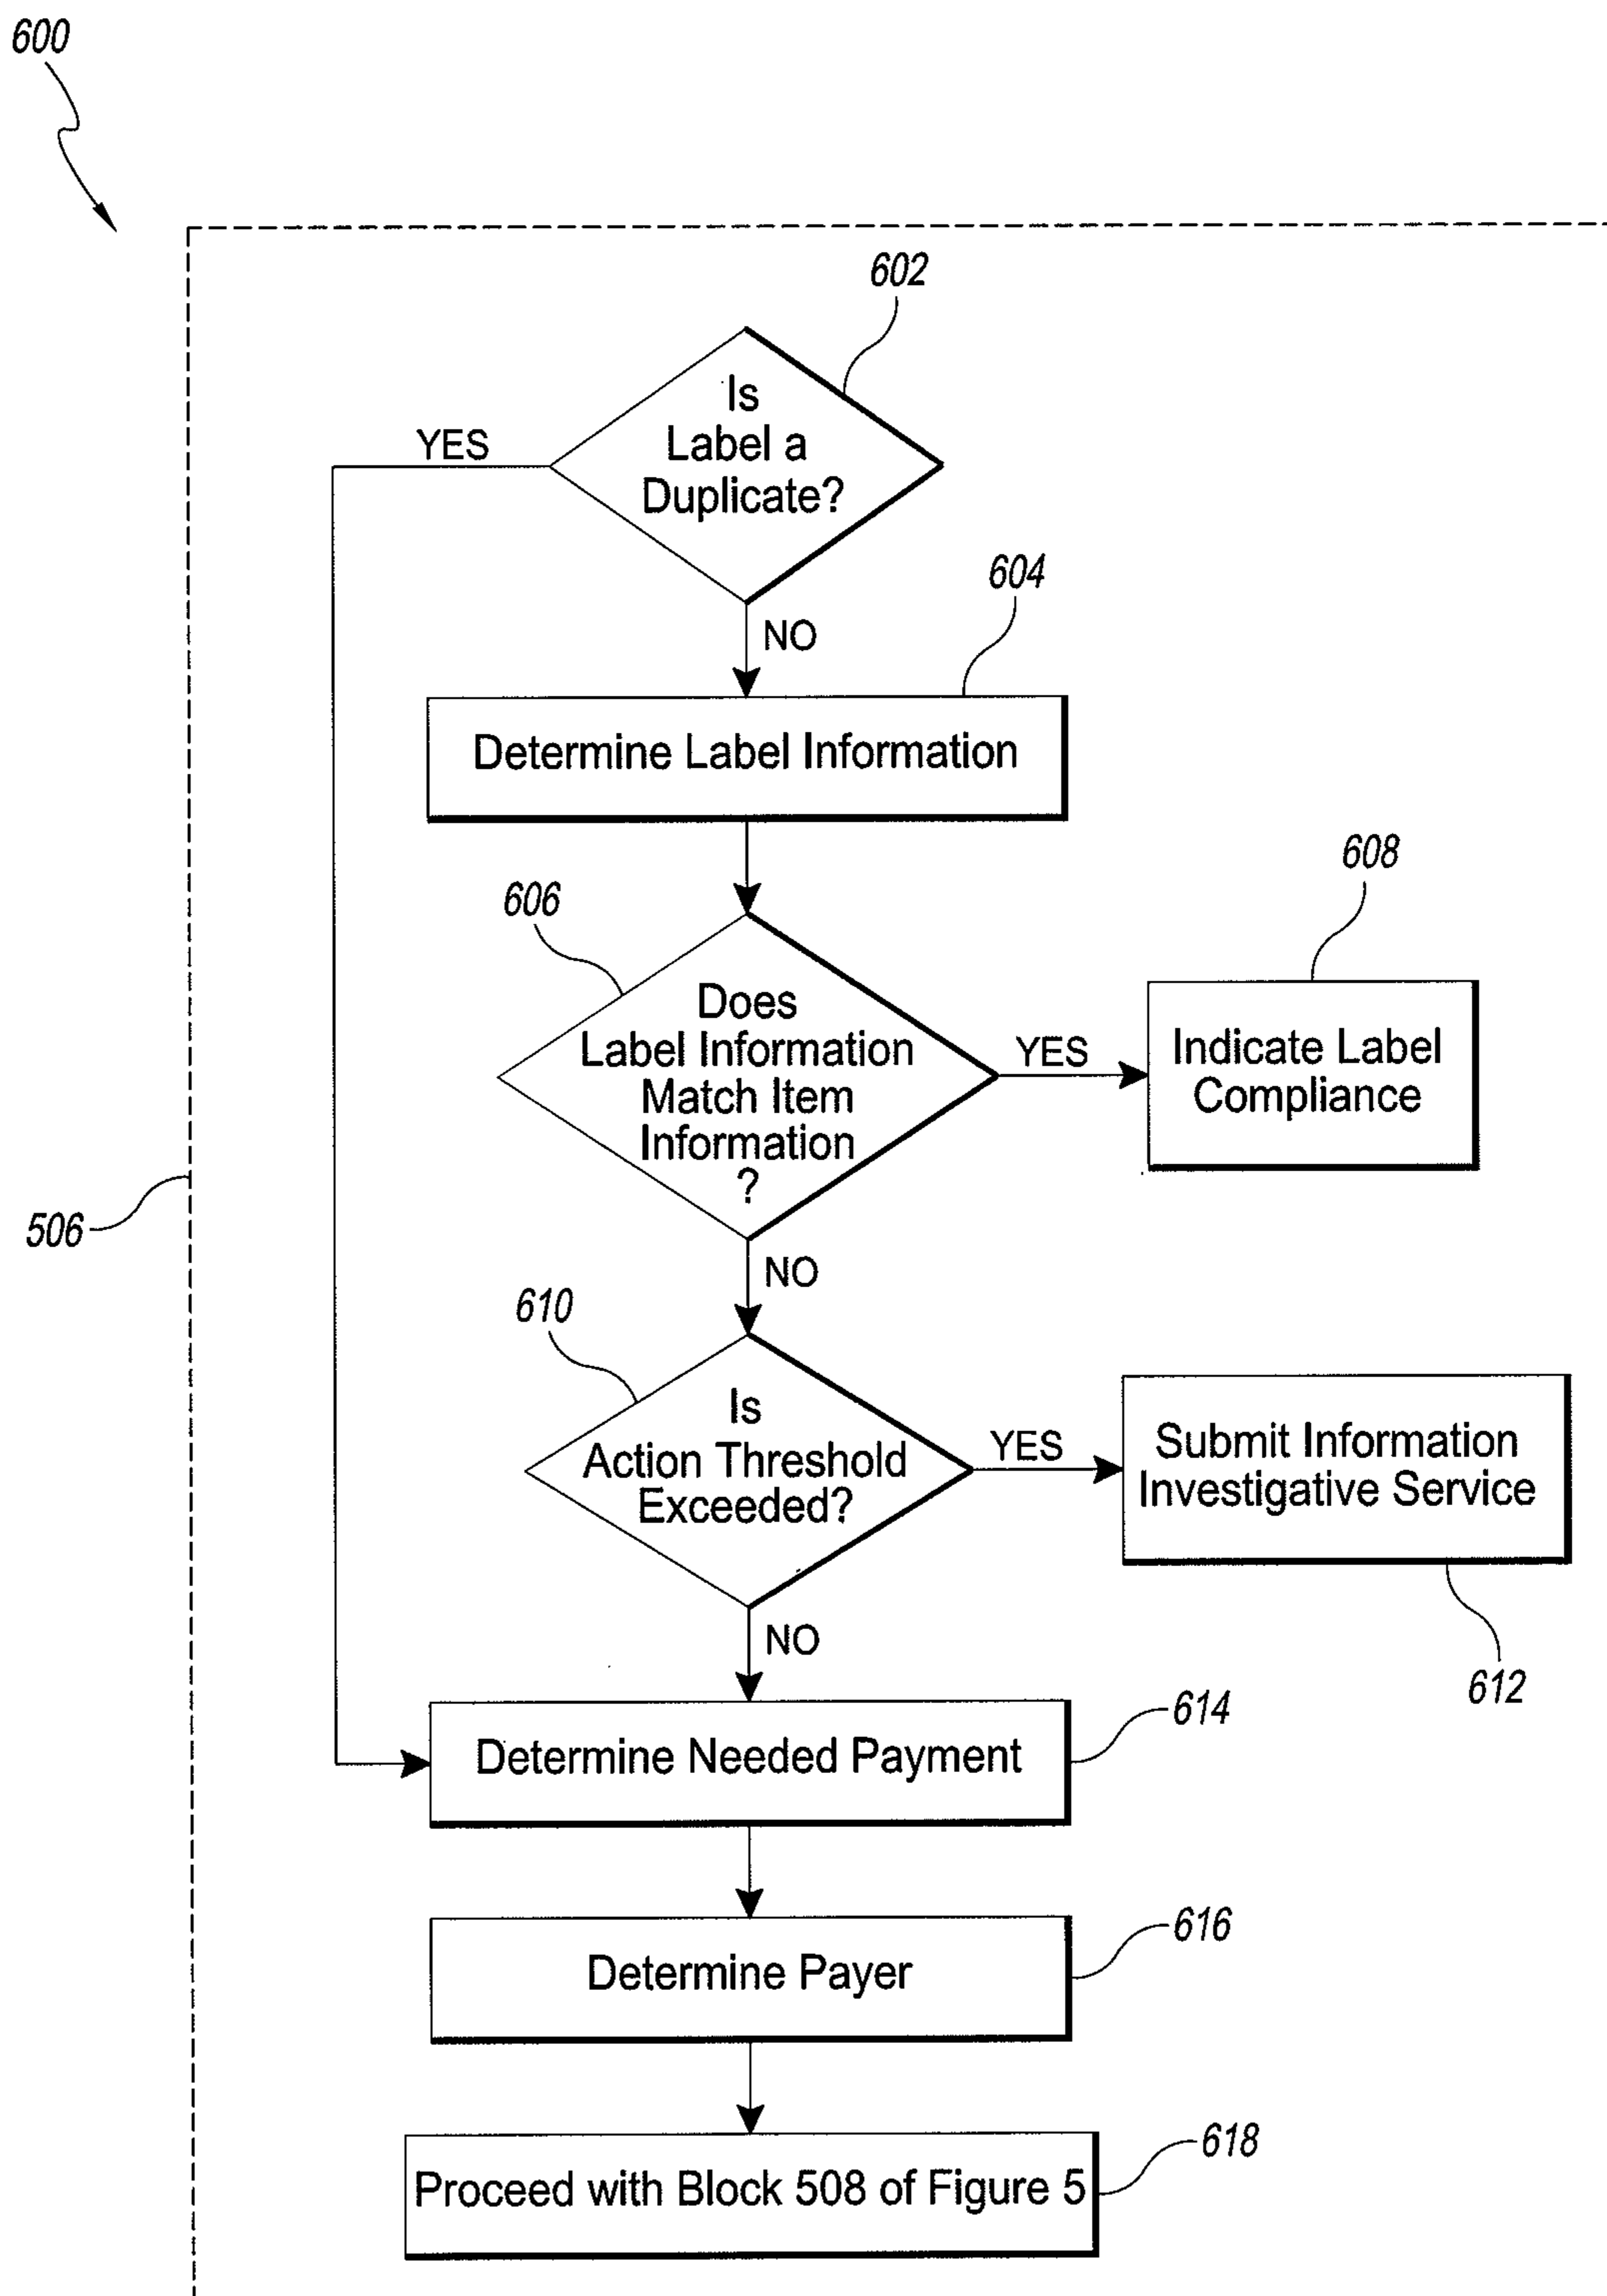 600
602
Is
Label a
Duplicate?
YES
NO
604
Determine Label Information
606
Does
Label Information
Match Item
Information
?
YES
608
Indicate Label
Compliance
506
NO
610
Is
Action Threshold
Exceeded?
YES
Submit Information
Investigative Service
612
NO
614
Determine Needed Payment
616
Determine Payer
618
Proceed with Block 508 of Figure 5